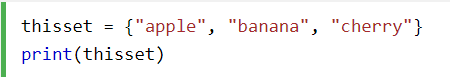 thisset = {"apple", "banana", "cherry"}
print(thisset)